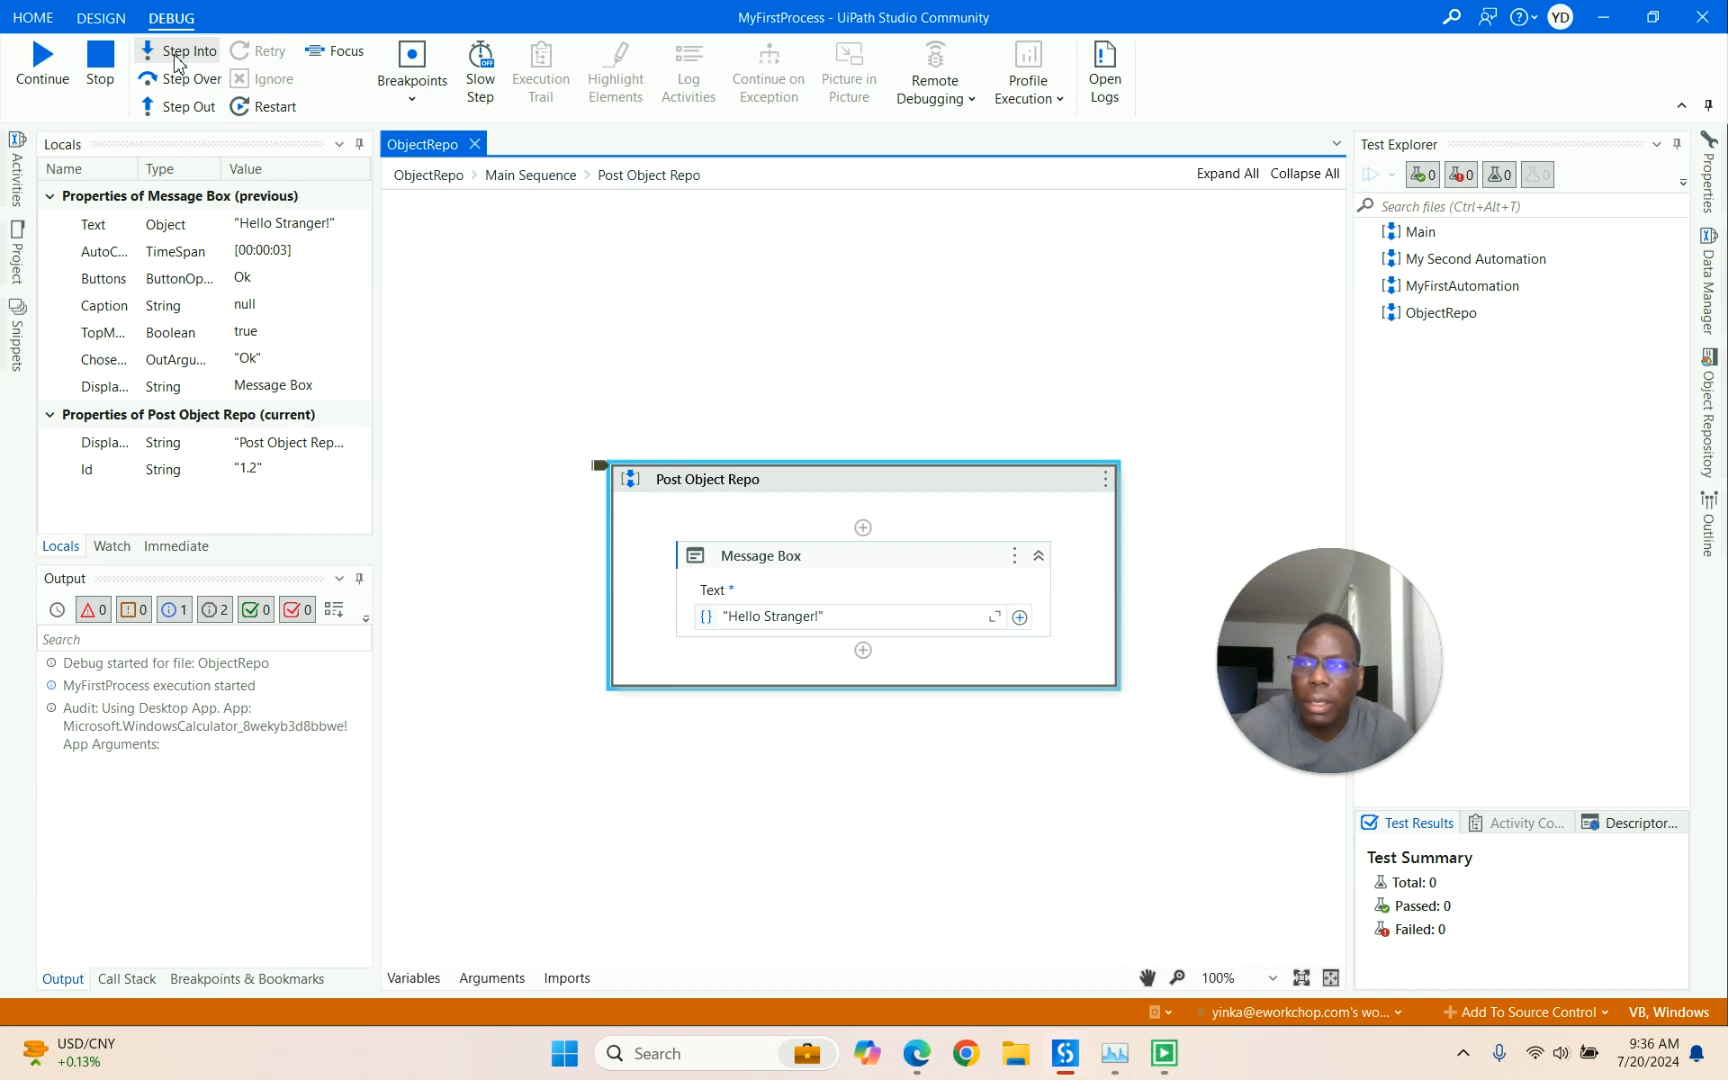 HOME DESIGN DEBUG
MyFirstProcess - UiPath Studio Community
YD
Continue
Stop
Step Into
Step Over
Step Out
Retry
Ignore
Restart
Focus
Breakpoints
Slow
Step
Execution
Trail
Highlight
Elements
Log
Activities
Continue on
Exception
Picture in
Picture
Remote
Debugging
Profile
Execution
Open
Logs
Activities
Project
Snippets
Locals
Name Type Value
Properties of Message Box (previous)
Text Object "Hello Stranger!"
AutoC... TimeSpan [00:00:03]
Buttons ButtonOp... Ok
Caption String null
TopM... Boolean true
Chose... OutArgu... "Ok"
Displa... String Message Box
Properties of Post Object Repo (current)
Displa... String "Post Object Rep...
Id String "1.2"
Locals Watch Immediate
Output
0 0 1 2 0 0
Search
Debug started for file: ObjectRepo
MyFirstProcess execution started
Audit: Using Desktop App. App:
Microsoft.WindowsCalculator_8wekyb3d8bbwe!
App Arguments:
Output Call Stack Breakpoints & Bookmarks
ObjectRepo
ObjectRepo > Main Sequence > Post Object Repo
Expand All Collapse All
Post Object Repo
Message Box
Text *
{} "Hello Stranger!"
Variables Arguments Imports
100%
Test Explorer
0 0 0 0
Search files (Ctrl+Alt+T)
Main
My Second Automation
MyFirstAutomation
ObjectRepo
Test Results Activity Co... Descriptor...
Test Summary
Total: 0
Passed: 0
Failed: 0
Properties
Data Manager
Object Repository
Outline
yinka@eworkchop.com's wo...
Add To Source Control
VB, Windows
USD/CNY
+0.13%
Search
9:36 AM
7/20/2024